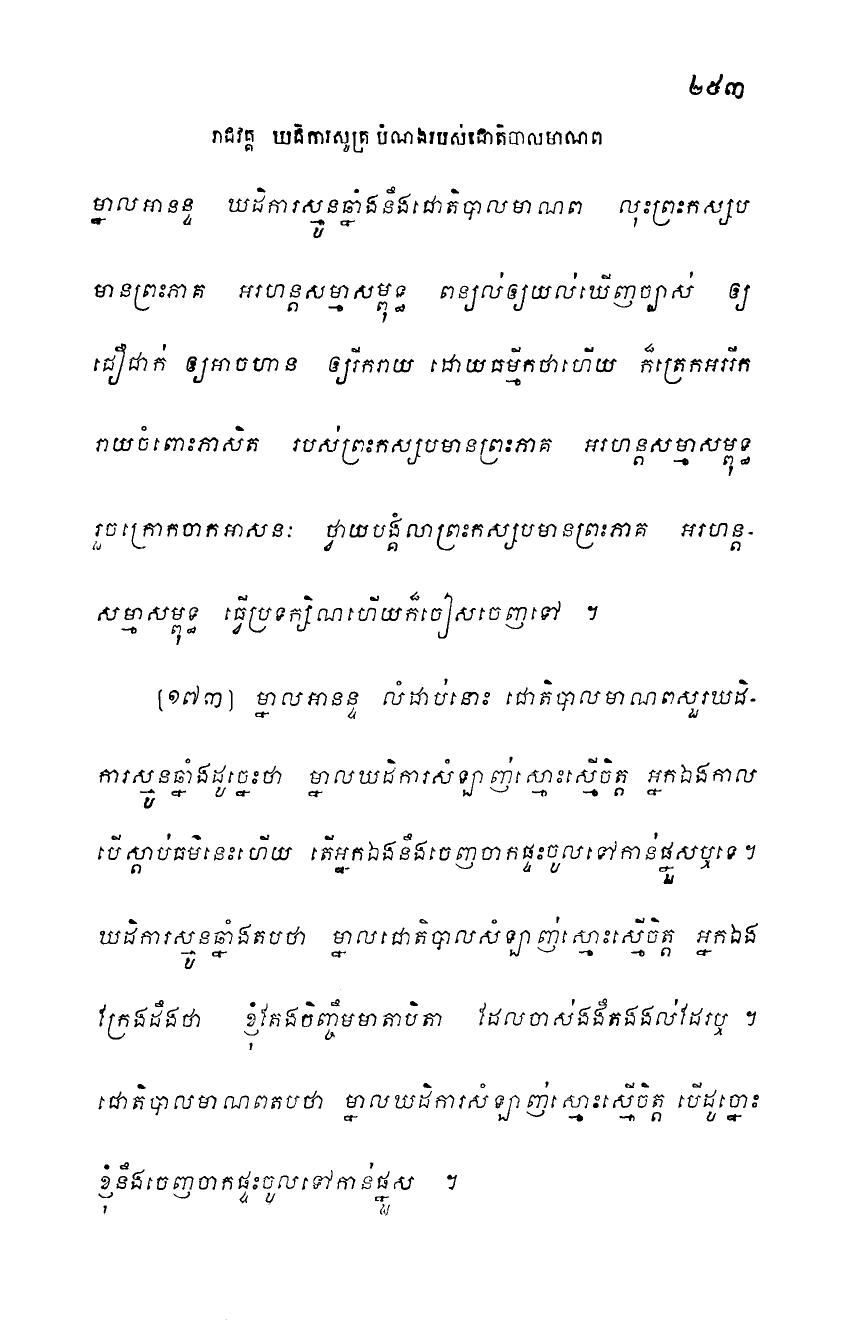 ២៥៣
រាជវគ្គ ឃដិការសូត្រ បំណងរបស់ជោតិបាលមាណព
ម្នាលអានន្ទ ឃដិការស្មូនឆ្នាំងនឹងជោតិបាលមាណព លុះព្រះកស្សប
មានព្រះភាគ អរហន្តសម្មាសម្ពុទ្ធ ពន្យល់ឲ្យយល់ឃើញច្បាស់ ឲ្យ
ជឿជាក់ ឲ្យអាចហាន ឲ្យរីករាយ ដោយធម្មីកថាហើយ ក៏ត្រេកអររីក
រាយចំពោះភាសិត របស់ព្រះកស្សបមានព្រះភាគ អរហន្តសម្មាសម្ពុទ្ធ
រួចក្រោកចាកអាសនៈ ថ្វាយបង្គំលាព្រះកស្សបមានព្រះភាគ អរហន្ត-
សម្មាសម្ពុទ្ធ ធ្វើប្រទក្សិណហើយក៏ចៀសចេញទៅ ។
[១៧៣] ម្នាលអានន្ទ លំដាប់នោះ ជោតិបាលមាណពសួរឃដិ-
ការស្មូនឆ្នាំងដូច្នេះថា ម្នាលឃដិការសំឡាញ់ស្មោះស្មើចិត្ត អ្នកឯងកាល
បើស្តាប់ធម៌នេះហើយ តើអ្នកឯងនឹងចេញចាកផ្ទះចូលទៅកាន់ផ្នួសឬទេ ។
ឃដិការស្មូនឆ្នាំងតបថា ម្នាលជោតិបាលសំឡាញ់ស្មោះស្មើចិត្ត អ្នកឯង
ក្រែងដឹងថា ខ្ញុំតែងចិញ្ចឹមមាតាបិតា ដែលចាស់ងងឹតងងល់ដែរឬ ។
ជោតិបាលមាណពតបថា ម្នាលឃដិការសំឡាញ់ស្មោះស្មើចិត្ត បើដូច្នោះ
ខ្ញុំនឹងចេញចាកផ្ទះចូលទៅកាន់ផ្នួស ។